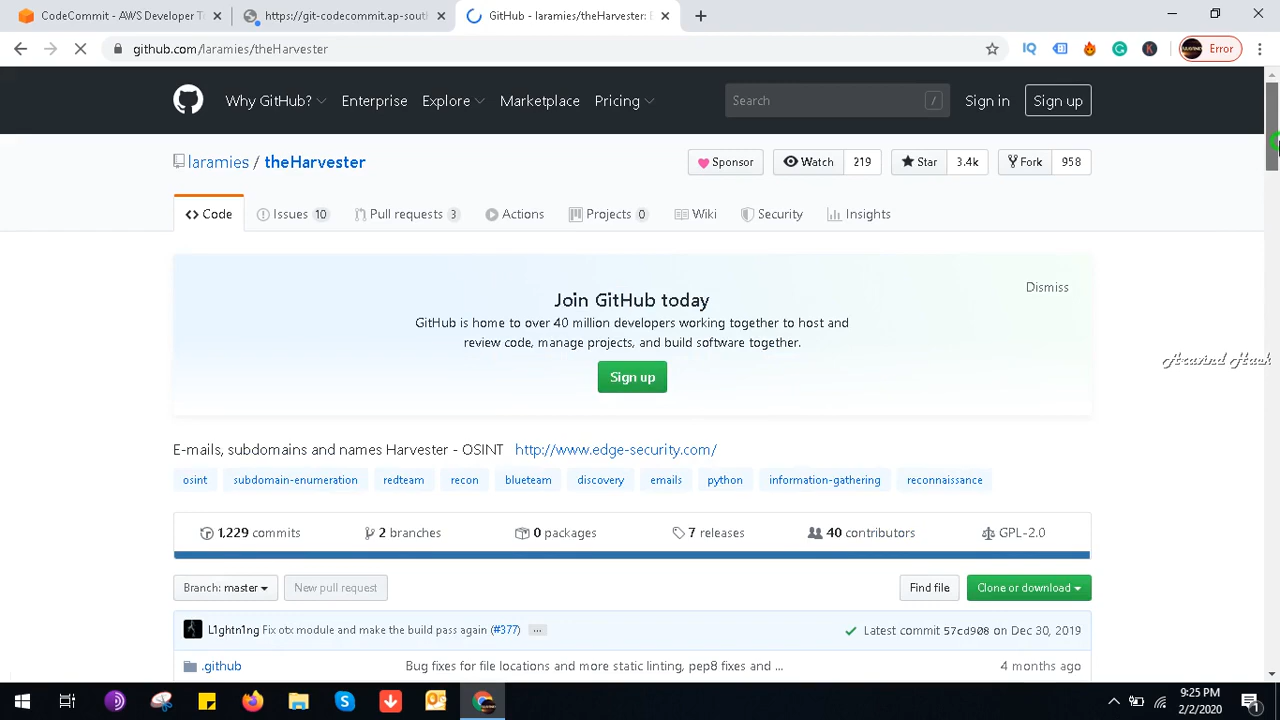 CodeCommit - AWS Developer T
https://git-codecommit.ap-sout
GitHub - laramies/theHarvester: E
github.com/laramies/theHarvester
IQ
K
Error
Why GitHub?
Enterprise
Explore
Marketplace
Pricing
Search
/
Sign in
Sign up
laramies / theHarvester
Sponsor
Watch 219
Star 3.4k
Fork 958
Code
Issues 10
Pull requests 3
Actions
Projects 0
Wiki
Security
Insights
Join GitHub today
Dismiss
GitHub is home to over 40 million developers working together to host and
review code, manage projects, and build software together.
Sign up
Aravind Hack
E-mails, subdomains and names Harvester - OSINT http://www.edge-security.com/
osint subdomain-enumeration redteam recon blueteam discovery emails python information-gathering reconnaissance
1,229 commits
2 branches
0 packages
7 releases
40 contributors
GPL-2.0
Branch: master
New pull request
Find file
Clone or download
L1ghtn1ng Fix otx module and make the build pass again (#377) ...
Latest commit 57cd908 on Dec 30, 2019
.github
Bug fixes for file locations and more static linting, pep8 fixes and ...
4 months ago
9:25 PM
2/2/2020
1